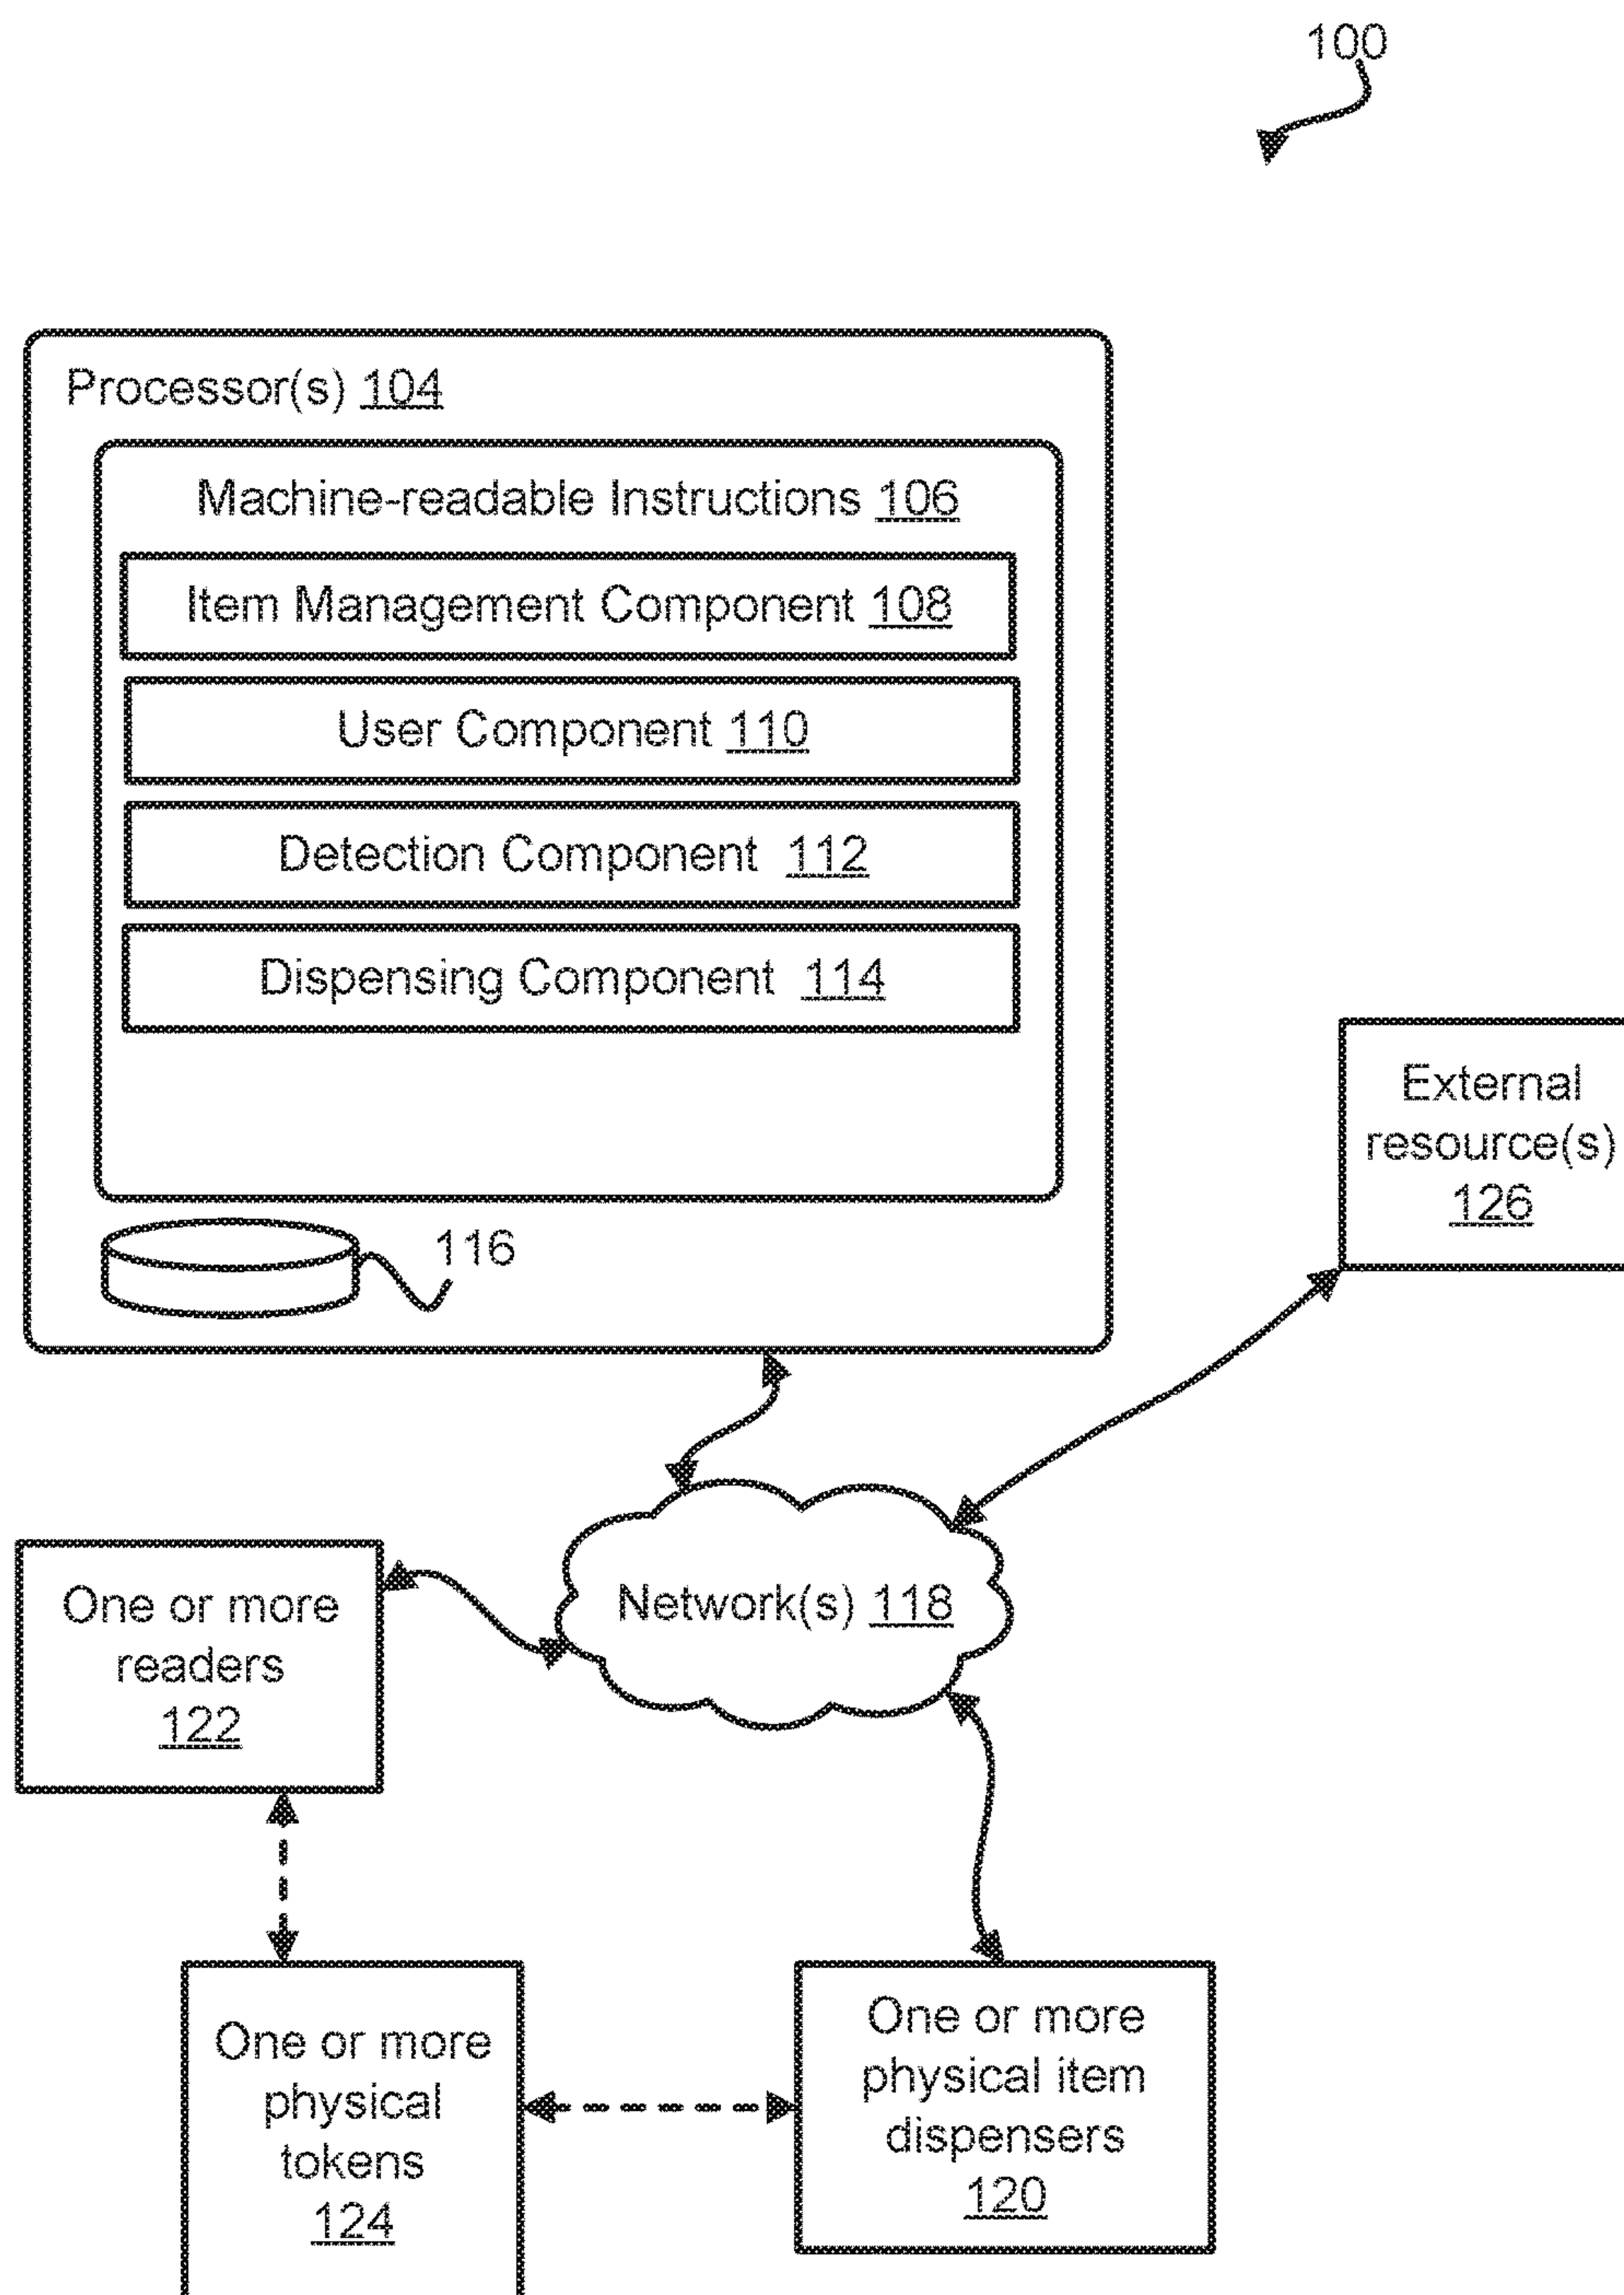 100
Processor(s) 104
Machine-readable Instructions 106
Item Management Component 108
User Component 110
Detection Component 112
Dispensing Component 114
116
External
resource(s)
126
Network(s) 118
One or more
readers
122
One or more
physical
tokens
124
One or more
physical item
dispensers
120